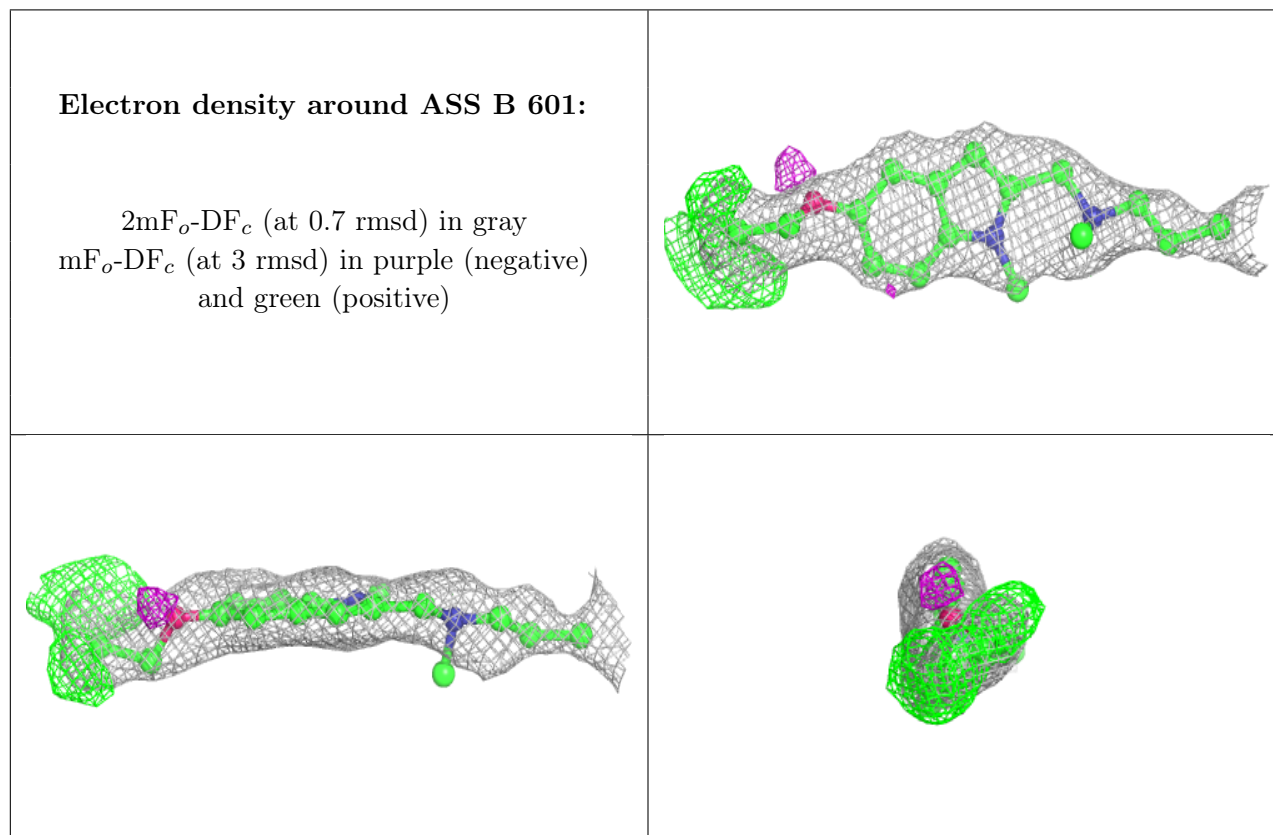 Electron density around ASS B 601:
2mFₒ-DF𝒸 (at 0.7 rmsd) in gray
mFₒ-DF𝒸 (at 3 rmsd) in purple (negative)
and green (positive)